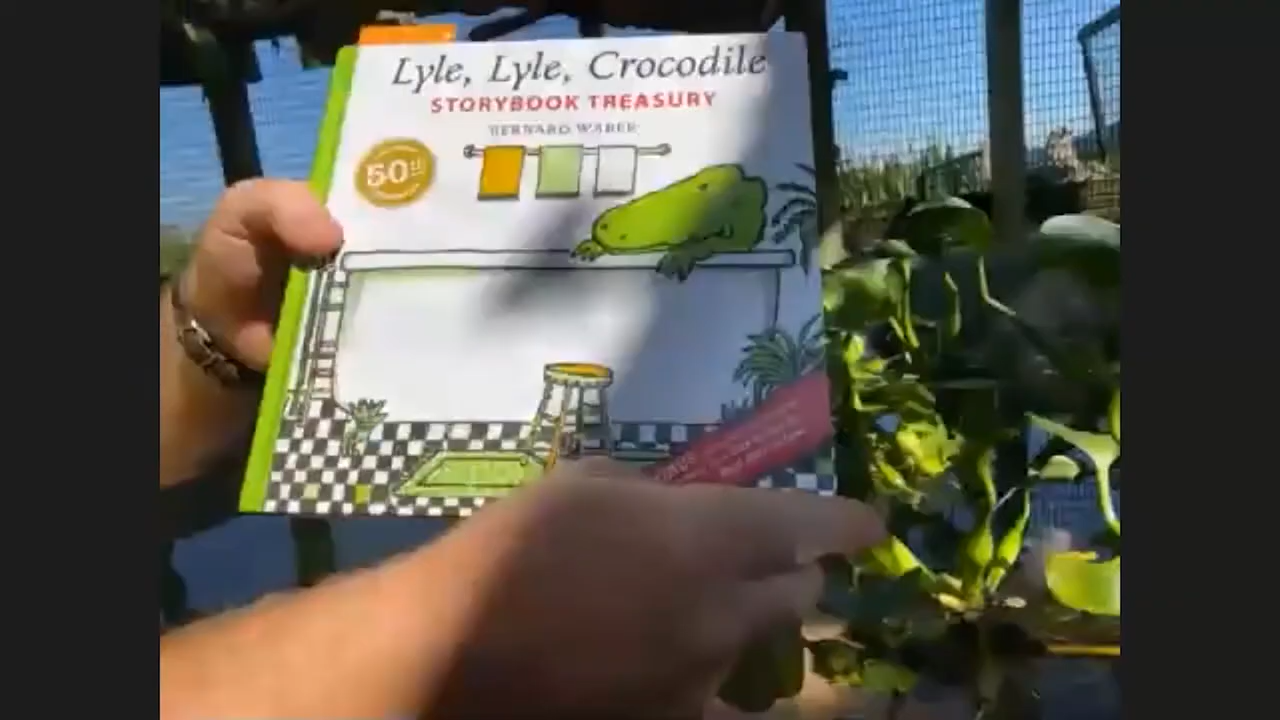 Lyle, Lyle, Crocodile
STORYBOOK TREASURY
BERNARD WABER
50th